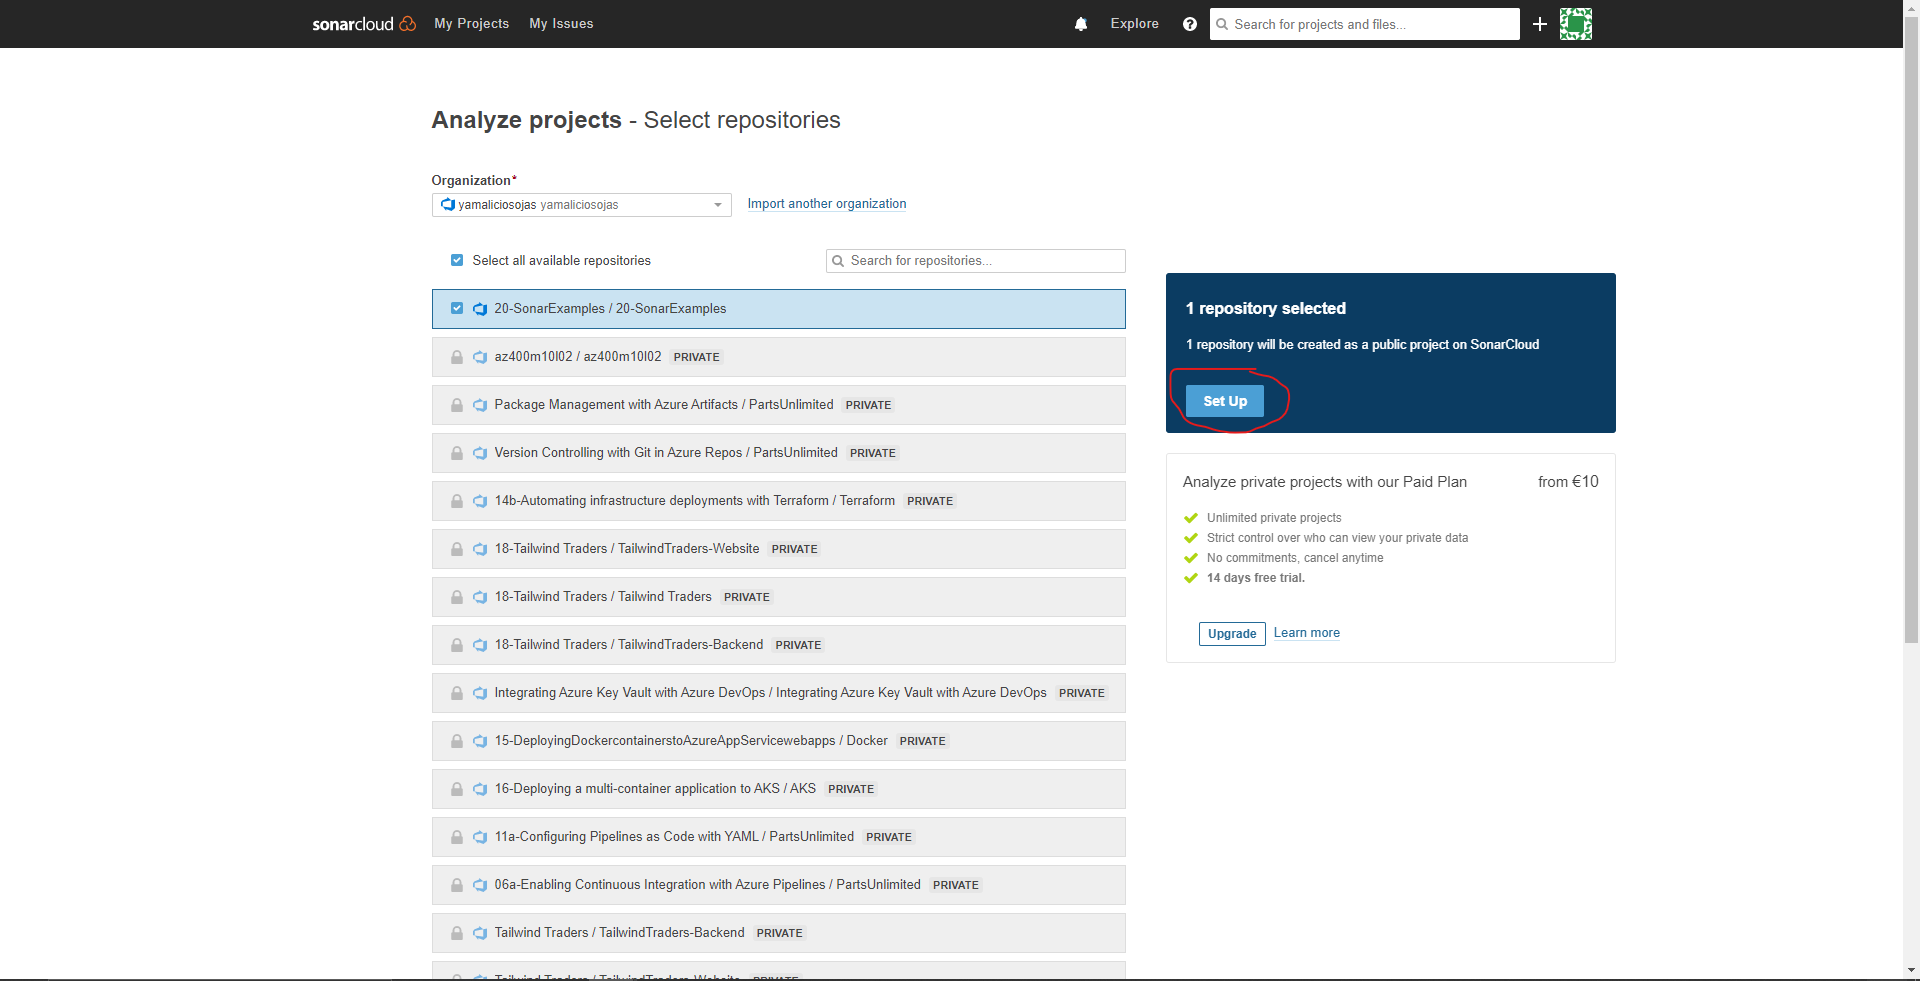 sonarcloud My Projects My Issues Explore Search for projects and files...
Analyze projects - Select repositories
Organization*
yamaliciosojas yamaliciosojas Import another organization
Select all available repositories Search for repositories...
20-SonarExamples / 20-SonarExamples
az400m10l02 / az400m10l02 PRIVATE
Package Management with Azure Artifacts / PartsUnlimited PRIVATE
Version Controlling with Git in Azure Repos / PartsUnlimited PRIVATE
14b-Automating infrastructure deployments with Terraform / Terraform PRIVATE
18-Tailwind Traders / TailwindTraders-Website PRIVATE
18-Tailwind Traders / Tailwind Traders PRIVATE
18-Tailwind Traders / TailwindTraders-Backend PRIVATE
Integrating Azure Key Vault with Azure DevOps / Integrating Azure Key Vault with Azure DevOps PRIVATE
15-DeployingDockercontainerstoAzureAppServicewebapps / Docker PRIVATE
16-Deploying a multi-container application to AKS / AKS PRIVATE
11a-Configuring Pipelines as Code with YAML / PartsUnlimited PRIVATE
06a-Enabling Continuous Integration with Azure Pipelines / PartsUnlimited PRIVATE
Tailwind Traders / TailwindTraders-Backend PRIVATE
Tailwind Traders / TailwindTraders-Website PRIVATE
1 repository selected
1 repository will be created as a public project on SonarCloud
Set Up
Analyze private projects with our Paid Plan from €10
Unlimited private projects
Strict control over who can view your private data
No commitments, cancel anytime
14 days free trial.
Upgrade Learn more